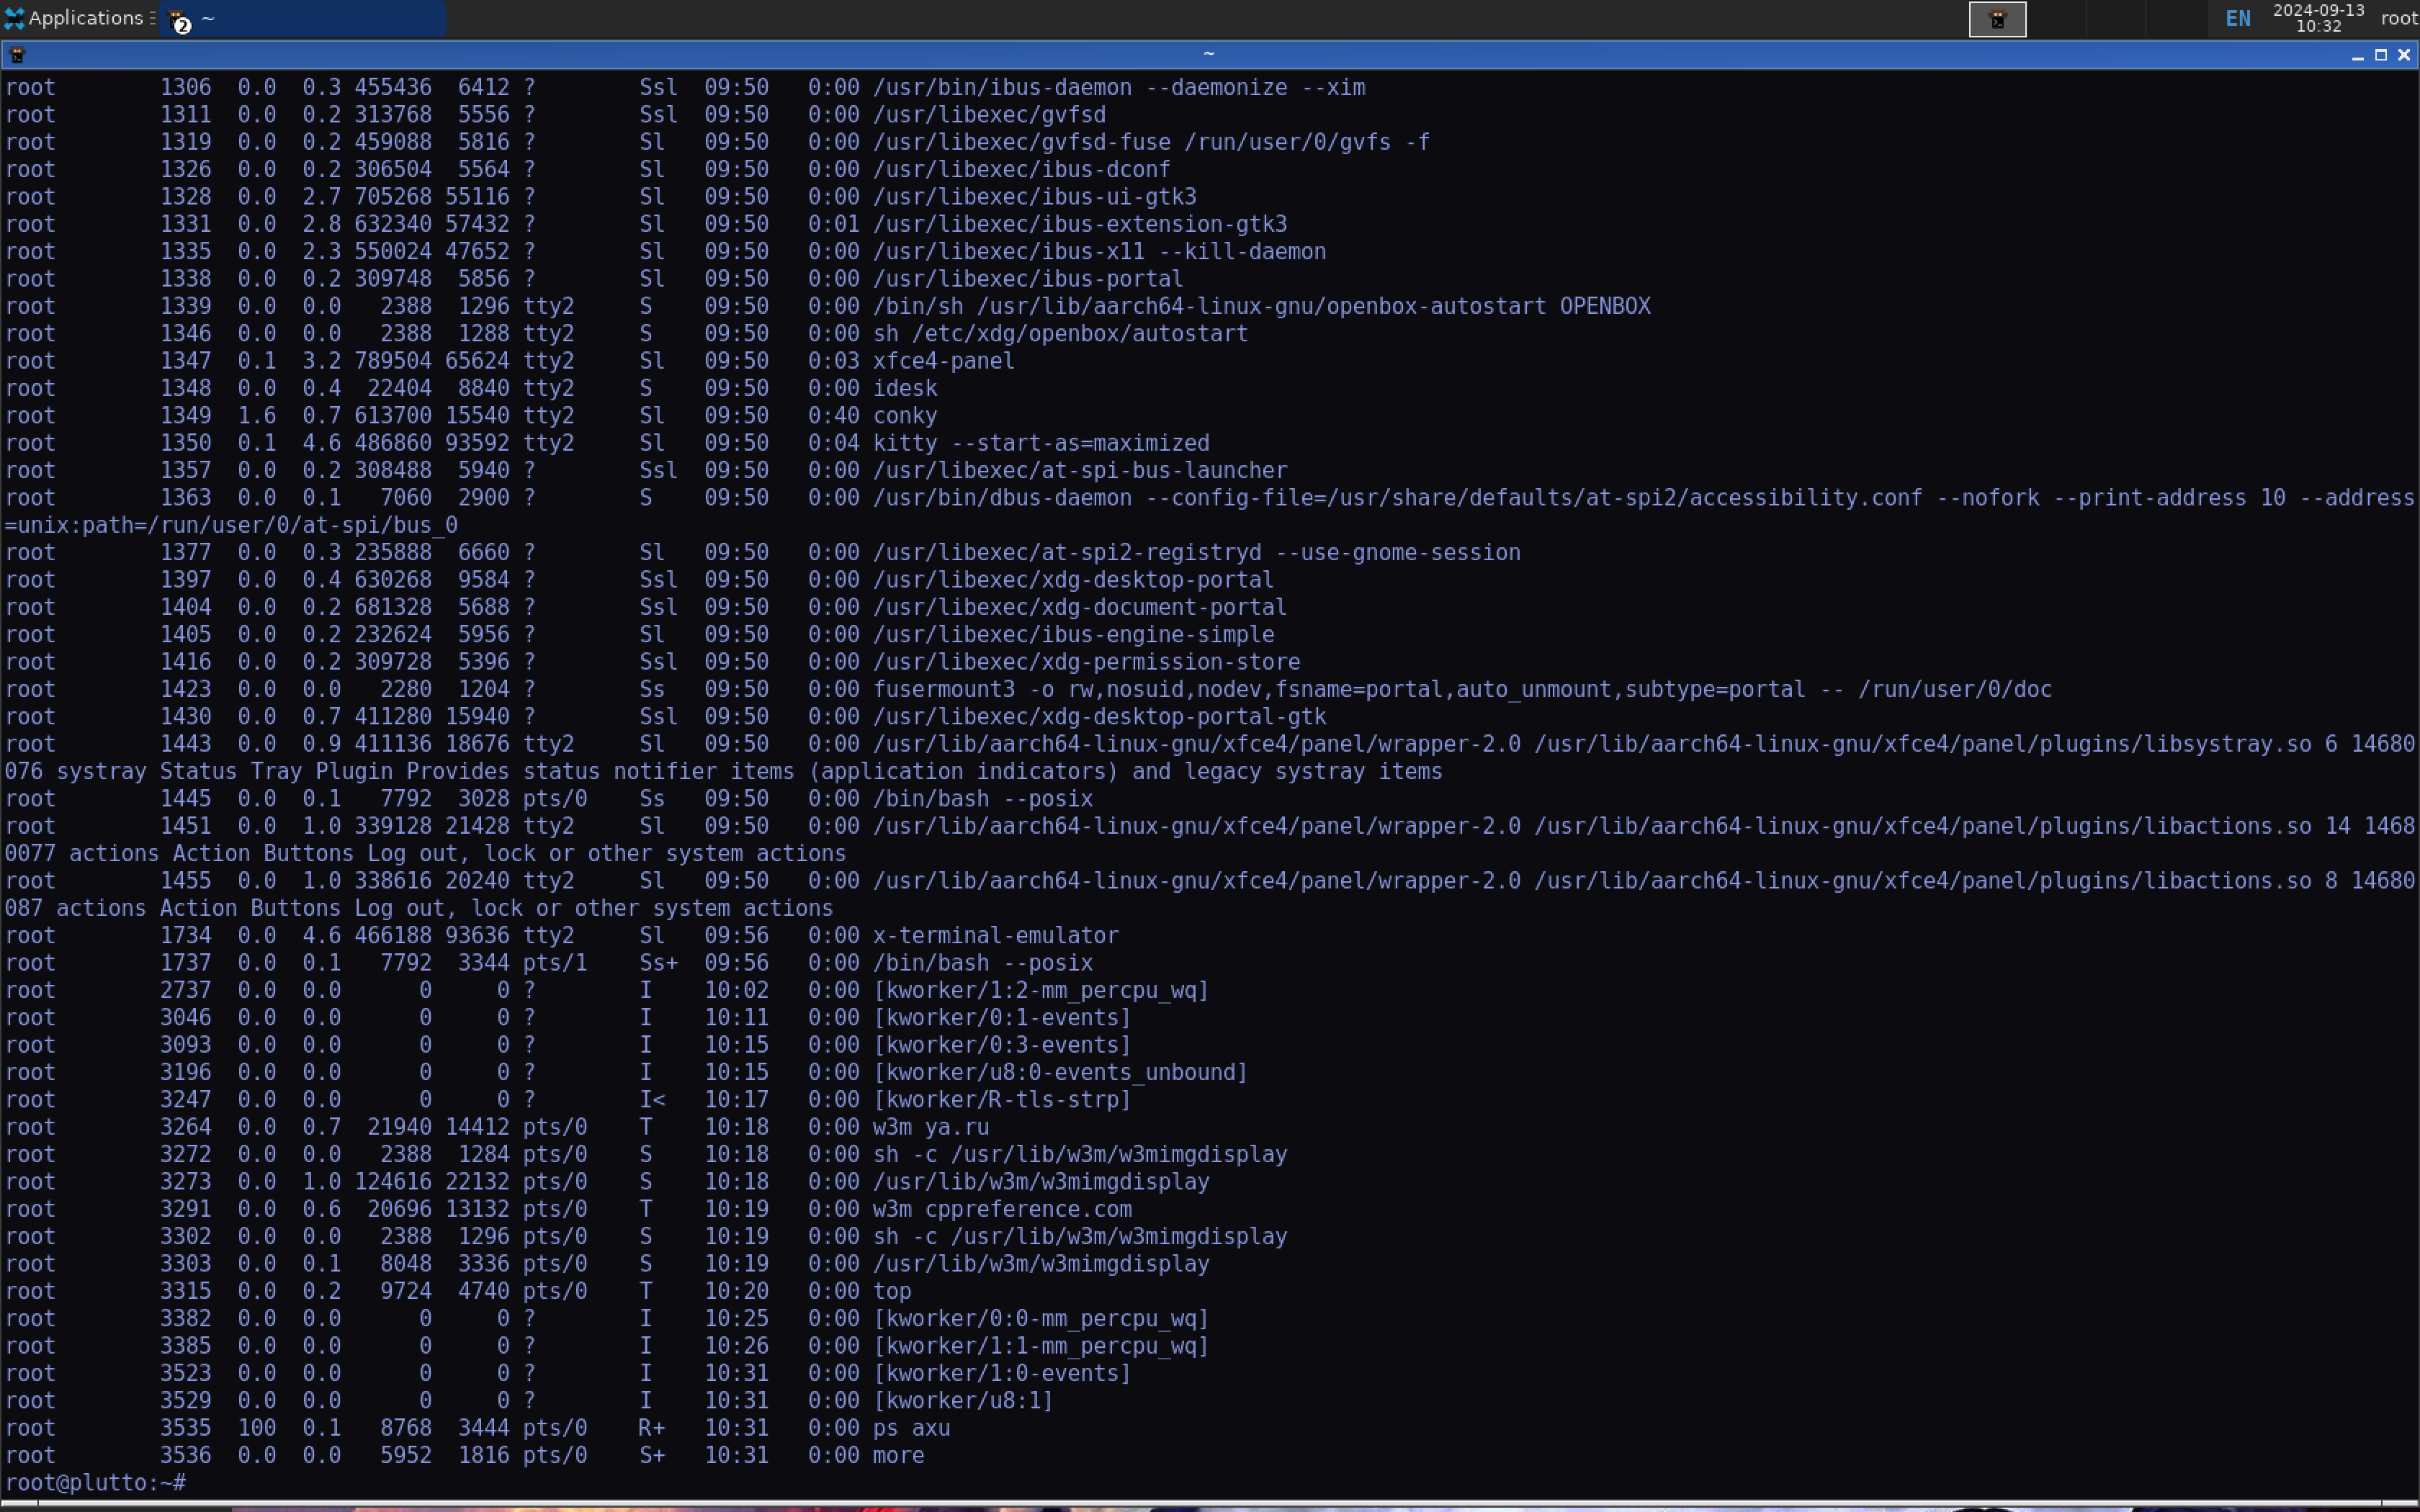 Applications
2 ~
EN
2024-09-13
10:32
root
~
root        1306  0.0  0.3 455436  6412 ?        Ssl  09:50   0:00 /usr/bin/ibus-daemon --daemonize --xim
root        1311  0.0  0.2 313768  5556 ?        Ssl  09:50   0:00 /usr/libexec/gvfsd
root        1319  0.0  0.2 459088  5816 ?        Sl   09:50   0:00 /usr/libexec/gvfsd-fuse /run/user/0/gvfs -f
root        1326  0.0  0.2 306504  5564 ?        Sl   09:50   0:00 /usr/libexec/ibus-dconf
root        1328  0.0  2.7 705268 55116 ?        Sl   09:50   0:00 /usr/libexec/ibus-ui-gtk3
root        1331  0.0  2.8 632340 57432 ?        Sl   09:50   0:01 /usr/libexec/ibus-extension-gtk3
root        1335  0.0  2.3 550024 47652 ?        Sl   09:50   0:00 /usr/libexec/ibus-x11 --kill-daemon
root        1338  0.0  0.2 309748  5856 ?        Sl   09:50   0:00 /usr/libexec/ibus-portal
root        1339  0.0  0.0   2388  1296 tty2     S    09:50   0:00 /bin/sh /usr/lib/aarch64-linux-gnu/openbox-autostart OPENBOX
root        1346  0.0  0.0   2388  1288 tty2     S    09:50   0:00 sh /etc/xdg/openbox/autostart
root        1347  0.1  3.2 789504 65624 tty2     Sl   09:50   0:03 xfce4-panel
root        1348  0.0  0.4  22404  8840 tty2     S    09:50   0:00 idesk
root        1349  1.6  0.7 613700 15540 tty2     Sl   09:50   0:40 conky
root        1350  0.1  4.6 486860 93592 tty2     Sl   09:50   0:04 kitty --start-as=maximized
root        1357  0.0  0.2 308488  5940 ?        Ssl  09:50   0:00 /usr/libexec/at-spi-bus-launcher
root        1363  0.0  0.1   7060  2900 ?        S    09:50   0:00 /usr/bin/dbus-daemon --config-file=/usr/share/defaults/at-spi2/accessibility.conf --nofork --print-address 10 --address
=unix:path=/run/user/0/at-spi/bus_0
root        1377  0.0  0.3 235888  6660 ?        Sl   09:50   0:00 /usr/libexec/at-spi2-registryd --use-gnome-session
root        1397  0.0  0.4 630268  9584 ?        Ssl  09:50   0:00 /usr/libexec/xdg-desktop-portal
root        1404  0.0  0.2 681328  5688 ?        Ssl  09:50   0:00 /usr/libexec/xdg-document-portal
root        1405  0.0  0.2 232624  5956 ?        Sl   09:50   0:00 /usr/libexec/ibus-engine-simple
root        1416  0.0  0.2 309728  5396 ?        Ssl  09:50   0:00 /usr/libexec/xdg-permission-store
root        1423  0.0  0.0   2280  1204 ?        Ss   09:50   0:00 fusermount3 -o rw,nosuid,nodev,fsname=portal,auto_unmount,subtype=portal -- /run/user/0/doc
root        1430  0.0  0.7 411280 15940 ?        Ssl  09:50   0:00 /usr/libexec/xdg-desktop-portal-gtk
root        1443  0.0  0.9 411136 18676 tty2     Sl   09:50   0:00 /usr/lib/aarch64-linux-gnu/xfce4/panel/wrapper-2.0 /usr/lib/aarch64-linux-gnu/xfce4/panel/plugins/libsystray.so 6 14680
076 systray Status Tray Plugin Provides status notifier items (application indicators) and legacy systray items
root        1445  0.0  0.1   7792  3028 pts/0    Ss   09:50   0:00 /bin/bash --posix
root        1451  0.0  1.0 339128 21428 tty2     Sl   09:50   0:00 /usr/lib/aarch64-linux-gnu/xfce4/panel/wrapper-2.0 /usr/lib/aarch64-linux-gnu/xfce4/panel/plugins/libactions.so 14 1468
0077 actions Action Buttons Log out, lock or other system actions
root        1455  0.0  1.0 338616 20240 tty2     Sl   09:50   0:00 /usr/lib/aarch64-linux-gnu/xfce4/panel/wrapper-2.0 /usr/lib/aarch64-linux-gnu/xfce4/panel/plugins/libactions.so 8 14680
087 actions Action Buttons Log out, lock or other system actions
root        1734  0.0  4.6 466188 93636 tty2     Sl   09:56   0:00 x-terminal-emulator
root        1737  0.0  0.1   7792  3344 pts/1    Ss+  09:56   0:00 /bin/bash --posix
root        2737  0.0  0.0      0     0 ?        I    10:02   0:00 [kworker/1:2-mm_percpu_wq]
root        3046  0.0  0.0      0     0 ?        I    10:11   0:00 [kworker/0:1-events]
root        3093  0.0  0.0      0     0 ?        I    10:15   0:00 [kworker/0:3-events]
root        3196  0.0  0.0      0     0 ?        I    10:15   0:00 [kworker/u8:0-events_unbound]
root        3247  0.0  0.0      0     0 ?        I<   10:17   0:00 [kworker/R-tls-strp]
root        3264  0.0  0.7  21940 14412 pts/0    T    10:18   0:00 w3m ya.ru
root        3272  0.0  0.0   2388  1284 pts/0    S    10:18   0:00 sh -c /usr/lib/w3m/w3mimgdisplay
root        3273  0.0  1.0 124616 22132 pts/0    S    10:18   0:00 /usr/lib/w3m/w3mimgdisplay
root        3291  0.0  0.6  20696 13132 pts/0    T    10:19   0:00 w3m cppreference.com
root        3302  0.0  0.0   2388  1296 pts/0    S    10:19   0:00 sh -c /usr/lib/w3m/w3mimgdisplay
root        3303  0.0  0.1   8048  3336 pts/0    S    10:19   0:00 /usr/lib/w3m/w3mimgdisplay
root        3315  0.0  0.2   9724  4740 pts/0    T    10:20   0:00 top
root        3382  0.0  0.0      0     0 ?        I    10:25   0:00 [kworker/0:0-mm_percpu_wq]
root        3385  0.0  0.0      0     0 ?        I    10:26   0:00 [kworker/1:1-mm_percpu_wq]
root        3523  0.0  0.0      0     0 ?        I    10:31   0:00 [kworker/1:0-events]
root        3529  0.0  0.0      0     0 ?        I    10:31   0:00 [kworker/u8:1]
root        3535  100  0.1   8768  3444 pts/0    R+   10:31   0:00 ps axu
root        3536  0.0  0.0   5952  1816 pts/0    S+   10:31   0:00 more
root@plutto:~#